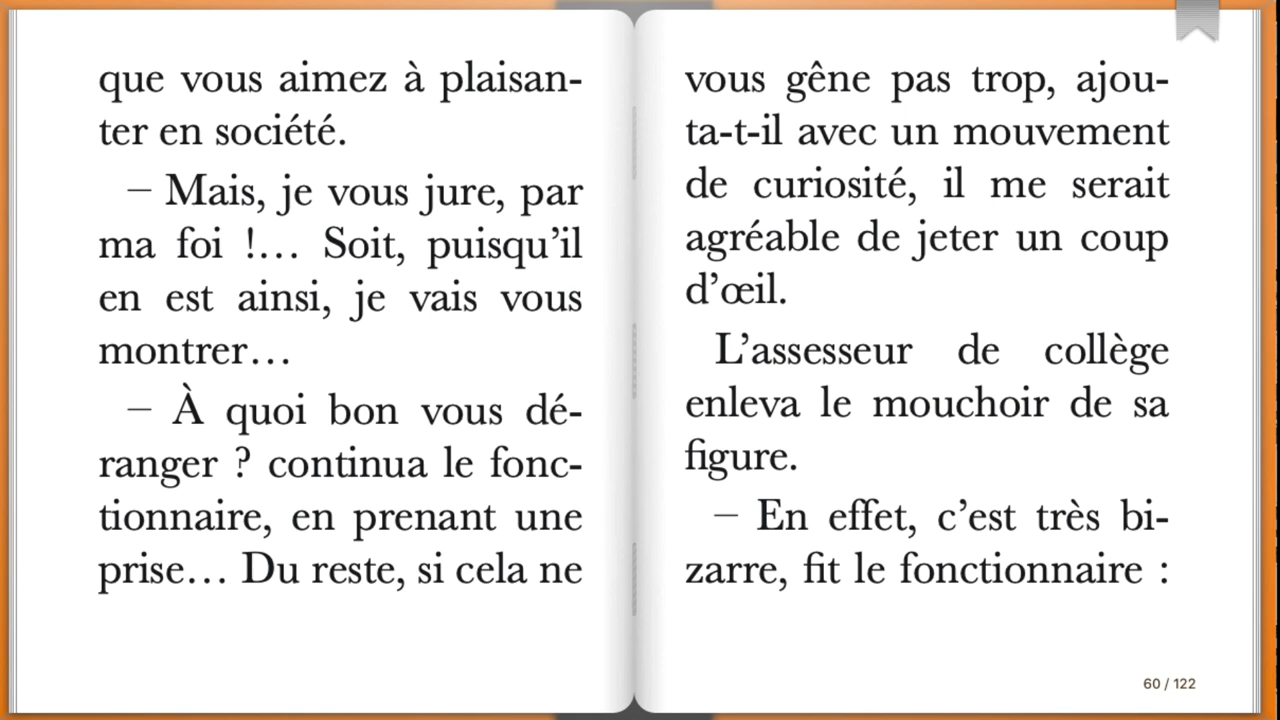 que vous aimez à plaisan-
ter en société.
– Mais, je vous jure, par
ma foi !… Soit, puisqu’il
en est ainsi, je vais vous
montrer…
– À quoi bon vous dé-
ranger ? continua le fonc-
tionnaire, en prenant une
prise… Du reste, si cela ne
vous gêne pas trop, ajou-
ta-t-il avec un mouvement
de curiosité, il me serait
agréable de jeter un coup
d’œil.
L’assesseur de collège
enleva le mouchoir de sa
figure.
– En effet, c’est très bi-
zarre, fit le fonctionnaire :
60 / 122